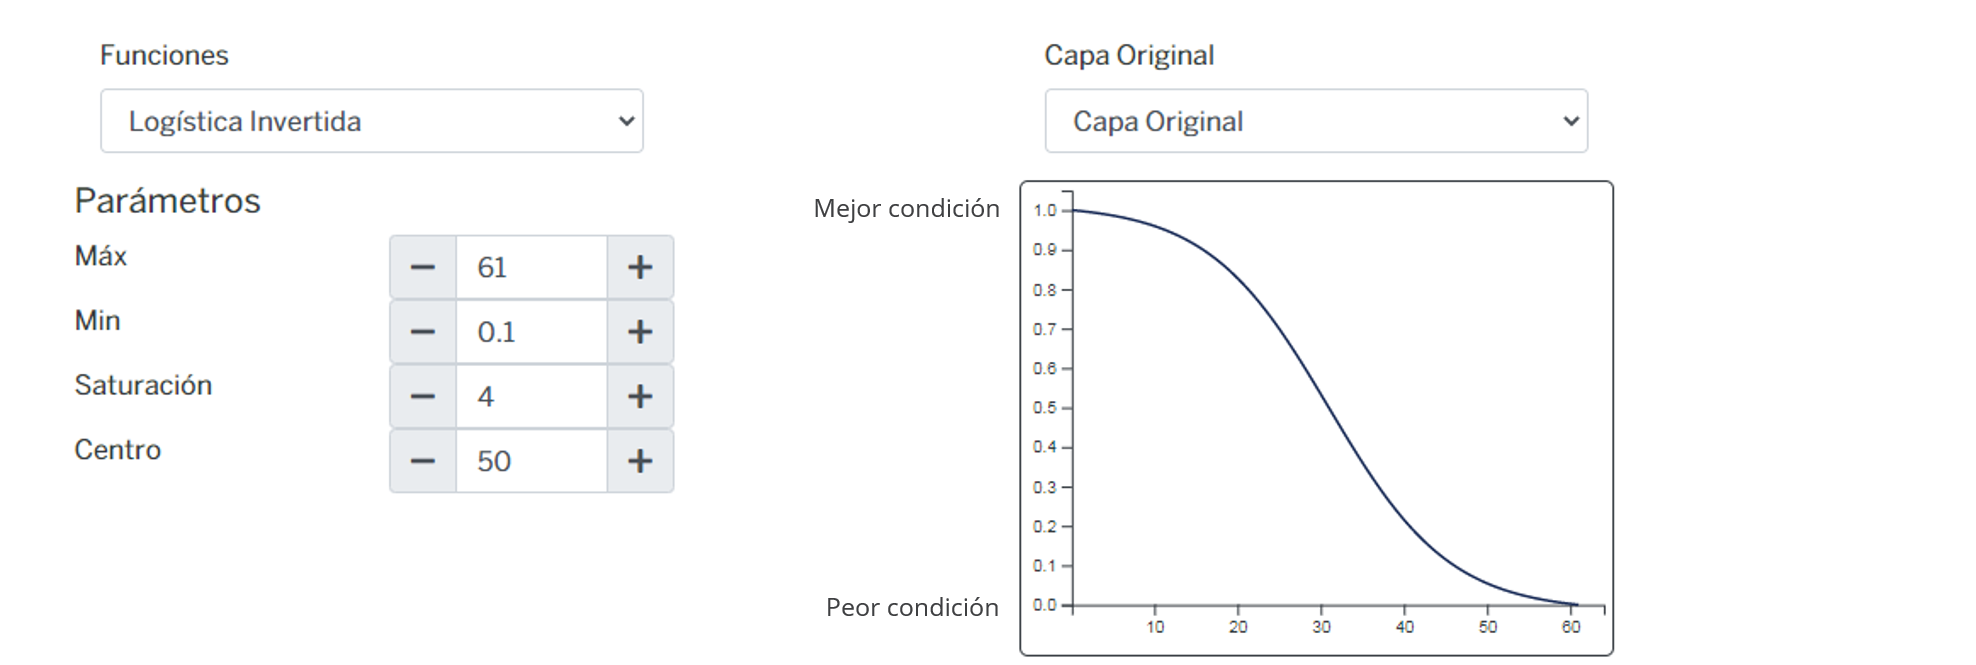 Funciones
Logística Invertida
Parámetros
Máx
61
Min
0.1
Saturación
4
Centro
50
Capa Original
Capa Original
Mejor condición
Peor condición
1.0
0.9
0.8
0.7
0.6
0.5
0.4
0.3
0.2
0.1
0.0
10 20 30 40 50 60